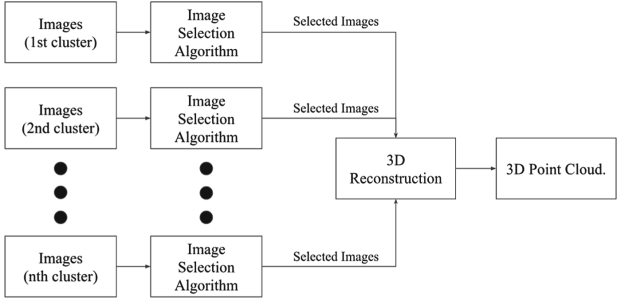 Images
(1st cluster)
Image
Selection
Algorithm
Selected Images
Images
(2nd cluster)
Image
Selection
Algorithm
Selected Images
3D
Reconstruction
3D Point Cloud.
Images
(nth cluster)
Image
Selection
Algorithm
Selected Images